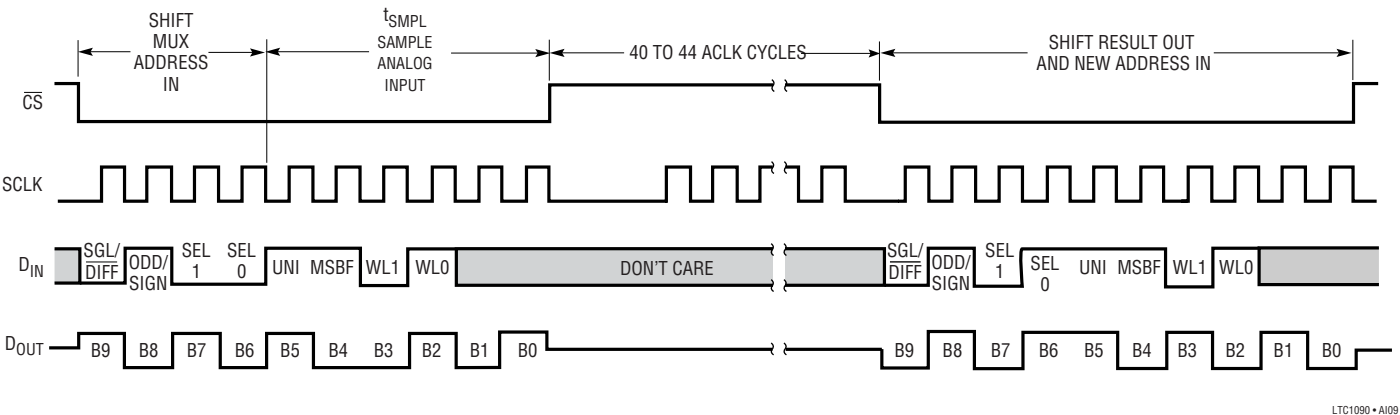 SHIFT
MUX
ADDRESS
IN
tSMPL
SAMPLE
ANALOG
INPUT
40 TO 44 ACLK CYCLES
SHIFT RESULT OUT
AND NEW ADDRESS IN
CS
SCLK
DIN
SGL/
DIFF
ODD/
SIGN
SEL
1
SEL
0
UNI
MSBF
WL1
WL0
DON'T CARE
SGL/
DIFF
ODD/
SIGN
SEL
1
SEL
0
UNI
MSBF
WL1
WL0
DOUT
B9 B8 B7 B6 B5 B4 B3 B2 B1 B0
B9 B8 B7 B6 B5 B4 B3 B2 B1 B0
LTC1090 • AI09